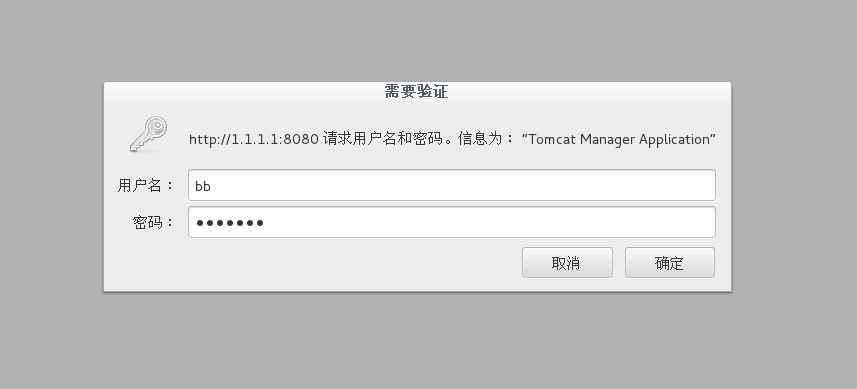 需要验证
http://1.1.1.1:8080 请求用户名和密码。信息为： “Tomcat Manager Application”
用户名： bb
密码： ●●●●●●●
取消 确定